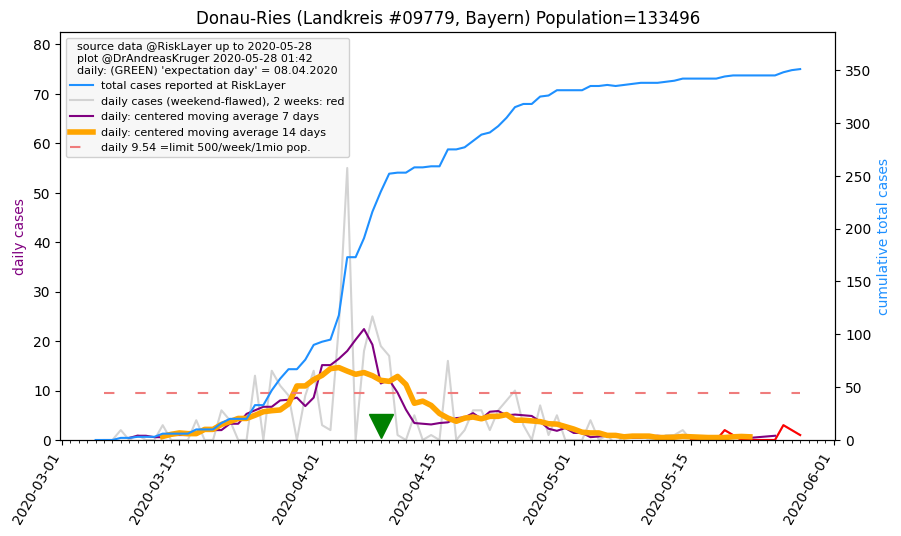 Donau-Ries (Landkreis #09779, Bayern) Population=133496
source data @RiskLayer up to 2020-05-28
plot @DrAndreasKruger 2020-05-28 01:42
daily: (GREEN) 'expectation day' = 08.04.2020
total cases reported at RiskLayer
daily cases (weekend-flawed), 2 weeks: red
daily: centered moving average 7 days
daily: centered moving average 14 days
daily 9.54 =limit 500/week/1mio pop.
daily cases
80
70
60
50
40
30
20
10
0
cumulative total cases
350
300
250
200
150
100
50
0
2020-03-01
2020-03-15
2020-04-01
2020-04-15
2020-05-01
2020-05-15
2020-06-01